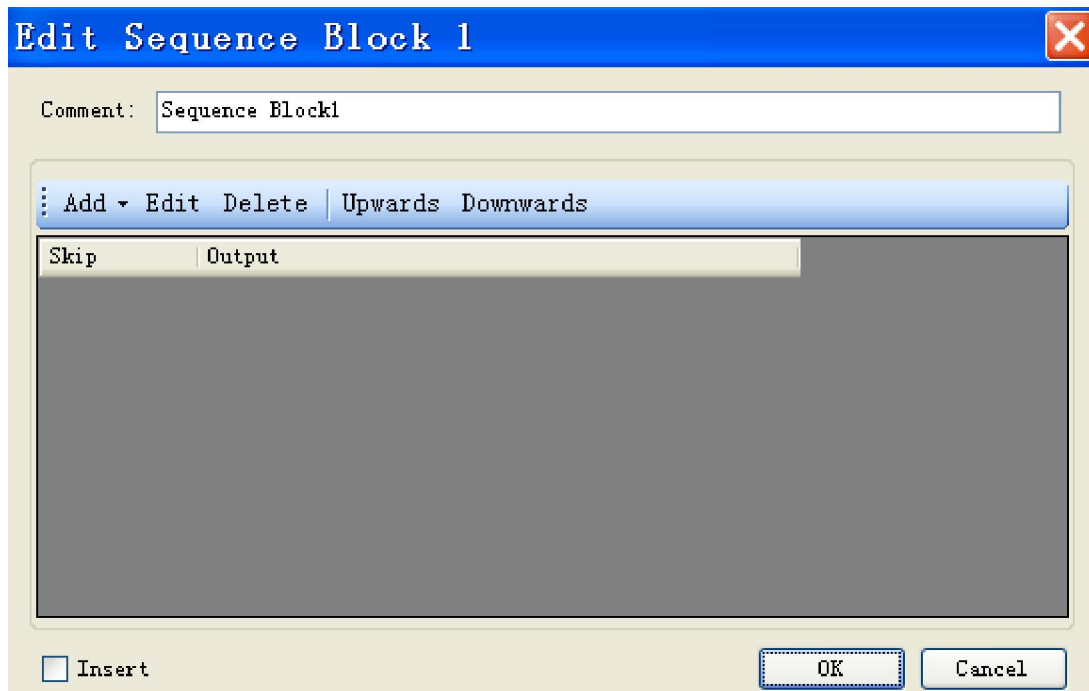 Edit Sequence Block 1
Comment: Sequence Block1
Add Edit Delete Upwards Downwards
Skip Output
Insert OK Cancel